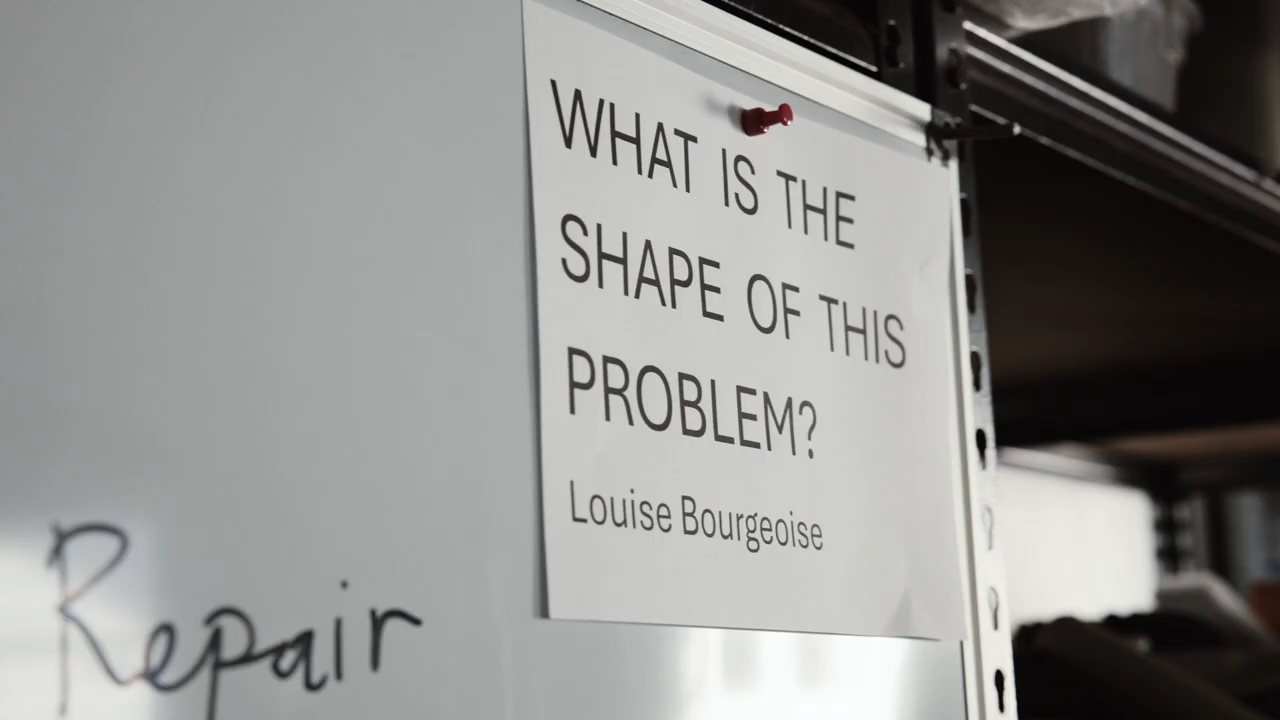 WHAT IS THE
SHAPE OF THIS
PROBLEM?
Louise Bourgeoise
Repair